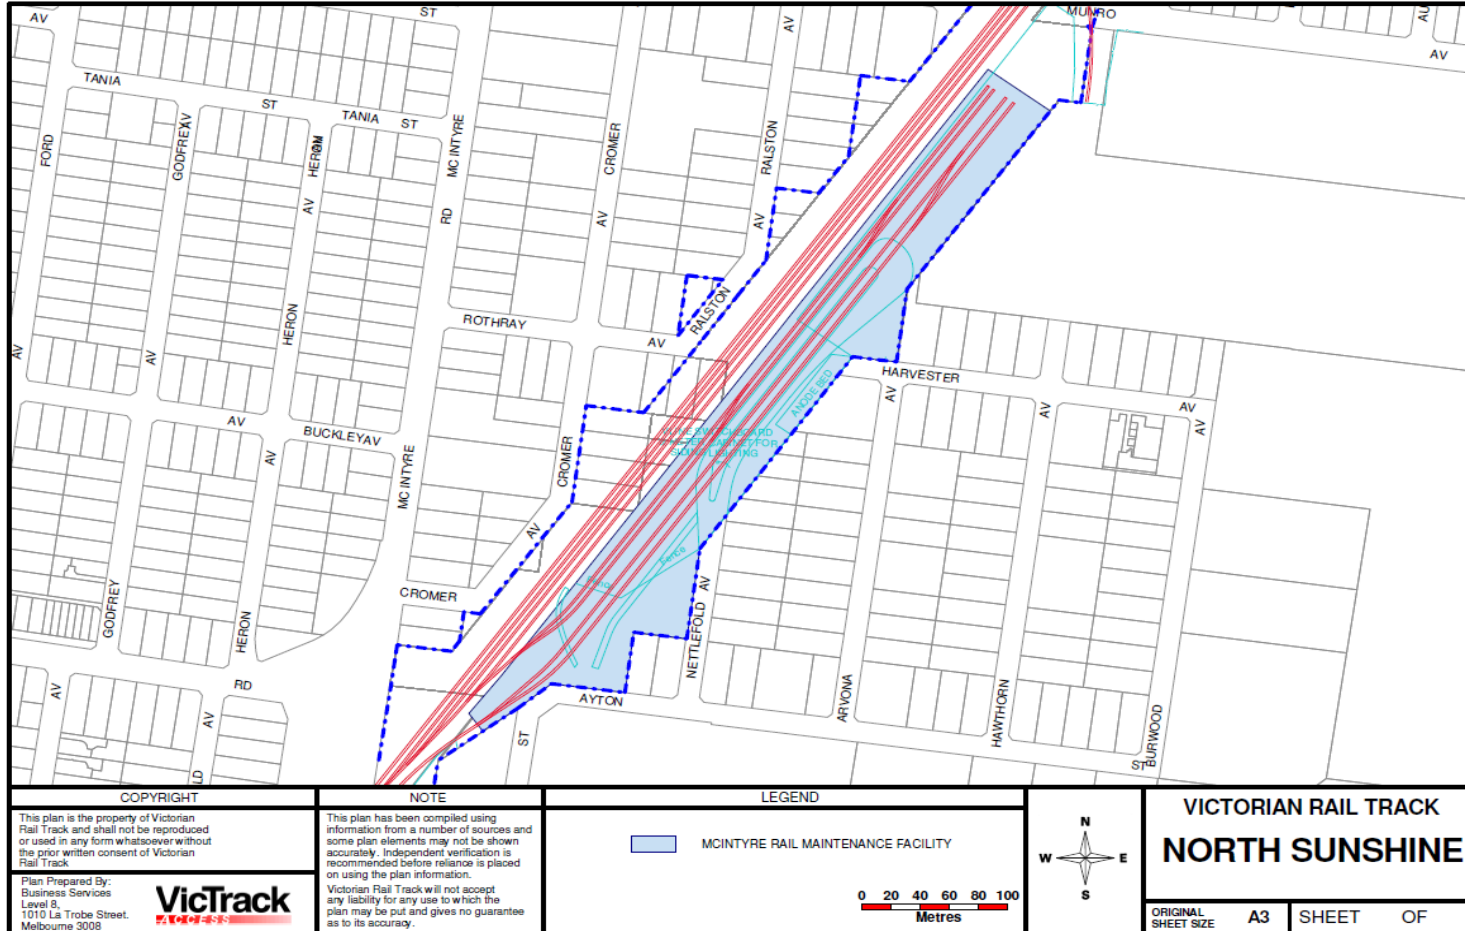 AV
ST
AV
MUNRO
AU
AV
TANIA
ST
TANIA ST
FORD
GODFREY
AV
HERON
AV
MC INTYRE
RD
CROMER
AV
RALSTON
AV
RALSTON
ROTHRAY
AV
HERON
AV
AV
AV
BUCKLEY AV
AV
MC INTYRE
CROMER
AV
CROMER
HARVESTER
AV
AV
AV
AV
ANODE BED
SIDING LIGHTING
Fence
GODFREY
HERON
RD
AV
AV
LD
NETTLEFOLD
AV
AYTON
ST
ARVONA
HAWTHORN
BURWOOD
ST
COPYRIGHT
This plan is the property of Victorian
Rail Track and shall not be reproduced
or used in any form whatsoever without
the prior written consent of Victorian
Rail Track
Plan Prepared By:
Business Services
Level 8,
1010 La Trobe Street.
Melbourne 3008
VicTrack
ACCESS
NOTE
This plan has been compiled using
information from a number of sources and
some plan elements may not be shown
accurately. Independent verification is
recommended before reliance is placed
on using the plan information.
Victorian Rail Track will not accept
any liability for any use to which the
plan may be put and gives no guarantee
as to its accuracy.
LEGEND
MCINTYRE RAIL MAINTENANCE FACILITY
0 20 40 60 80 100
Metres
N
W E
S
VICTORIAN RAIL TRACK
NORTH SUNSHINE
ORIGINAL
SHEET SIZE
A3
SHEET OF